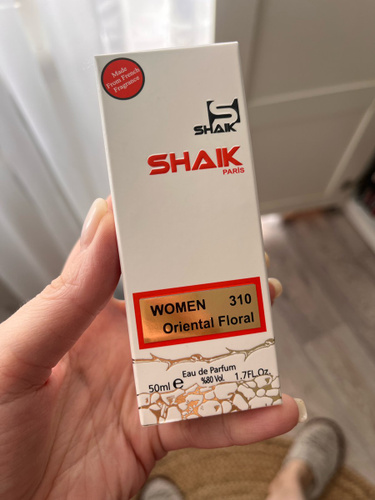 Made
From French
Fragrance
S
SHAIK
SHAIK
PARİS
WOMEN 310
Oriental Floral
Eau de Parfum
50ml e %80 Vol. 1.7FL.Oz.